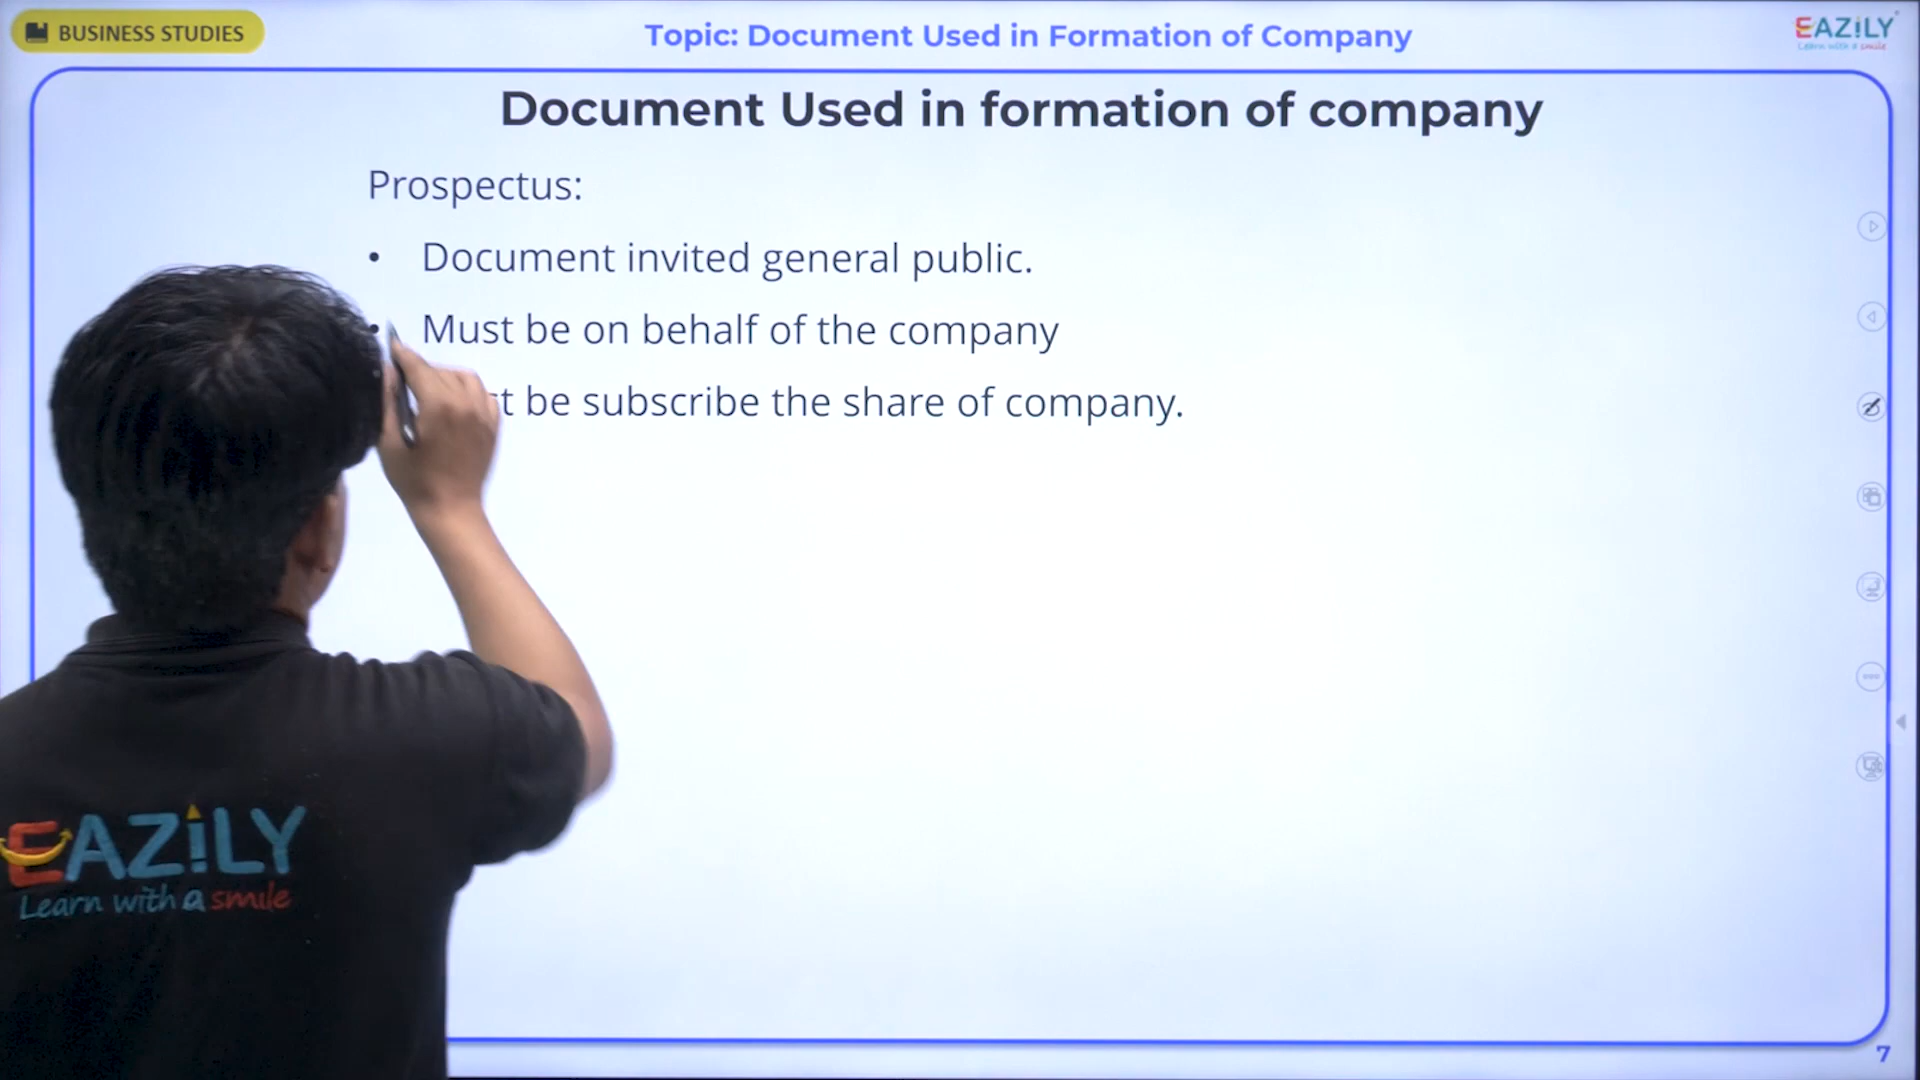 BUSINESS STUDIES
Topic: Document Used in Formation of Company
EAZiLY
Learn with a smile
Document Used in formation of company
Prospectus:
• Document invited general public.
• Must be on behalf of the company
be subscribe the share of company.
EAZiLY
Learn with a smile
7